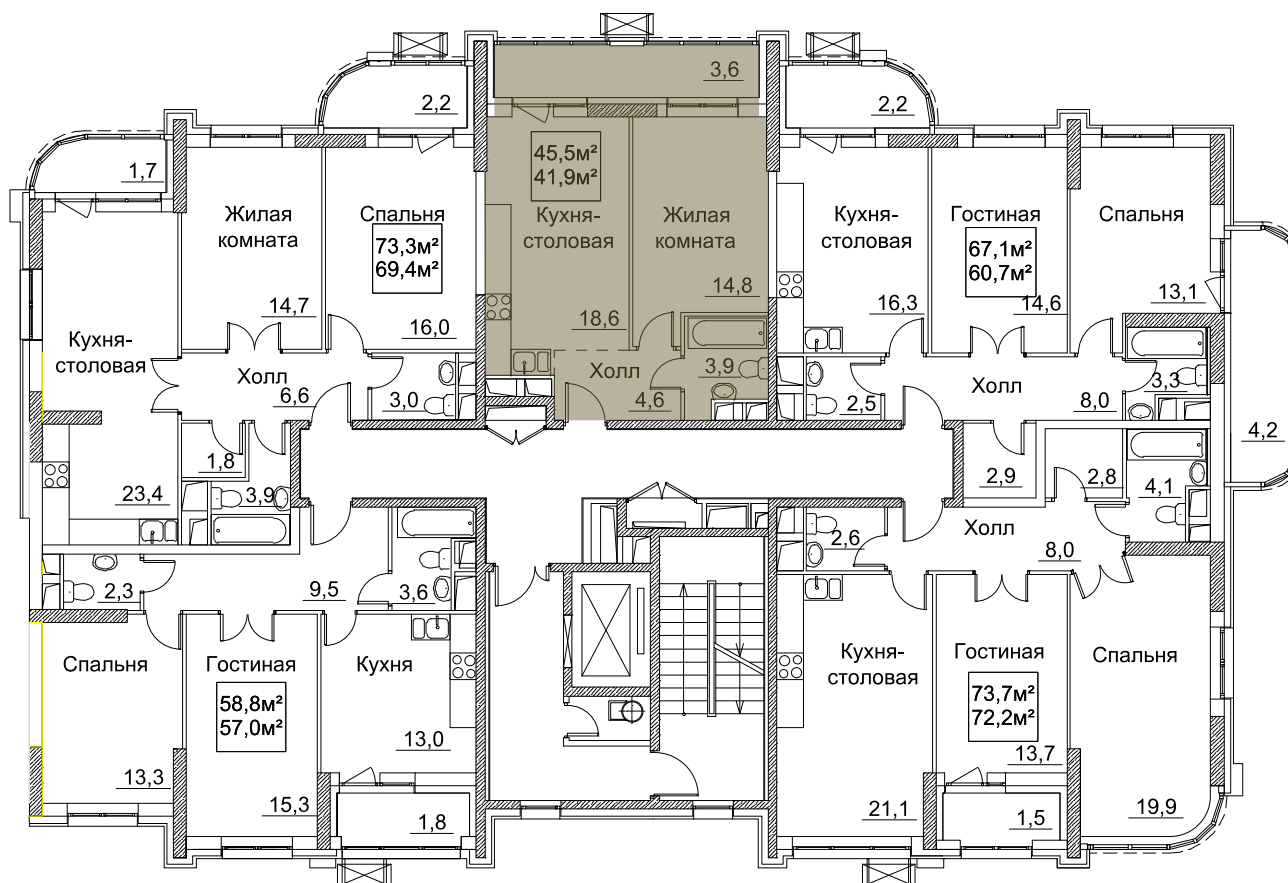 3,6
2,2
2,2
1,7
45,5м²
41,9м²
Жилая
комната
Спальня
Кухня-
столовая
Жилая
комната
Кухня-
столовая
Гостиная
Спальня
73,3м²
69,4м²
67,1м²
60,7м²
14,7
16,0
18,6
14,8
16,3
14,6
13,1
Кухня-
столовая
Холл
6,6
3,0
Холл
4,6
3,9
2,5
Холл
8,0
3,3
4,2
23,4
1,8
3,9
2,9
2,8
4,1
2,3
9,5
3,6
2,6
Холл
8,0
Спальня
Гостиная
Кухня
Кухня-
столовая
Гостиная
Спальня
58,8м²
57,0м²
73,7м²
72,2м²
13,3
15,3
13,0
1,8
21,1
13,7
1,5
19,9